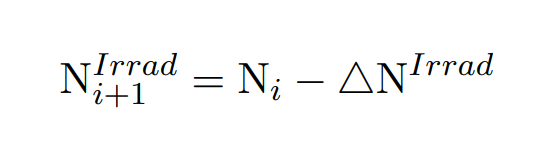 N_{i+1}^{Irrad} = N_i − △N^{Irrad}